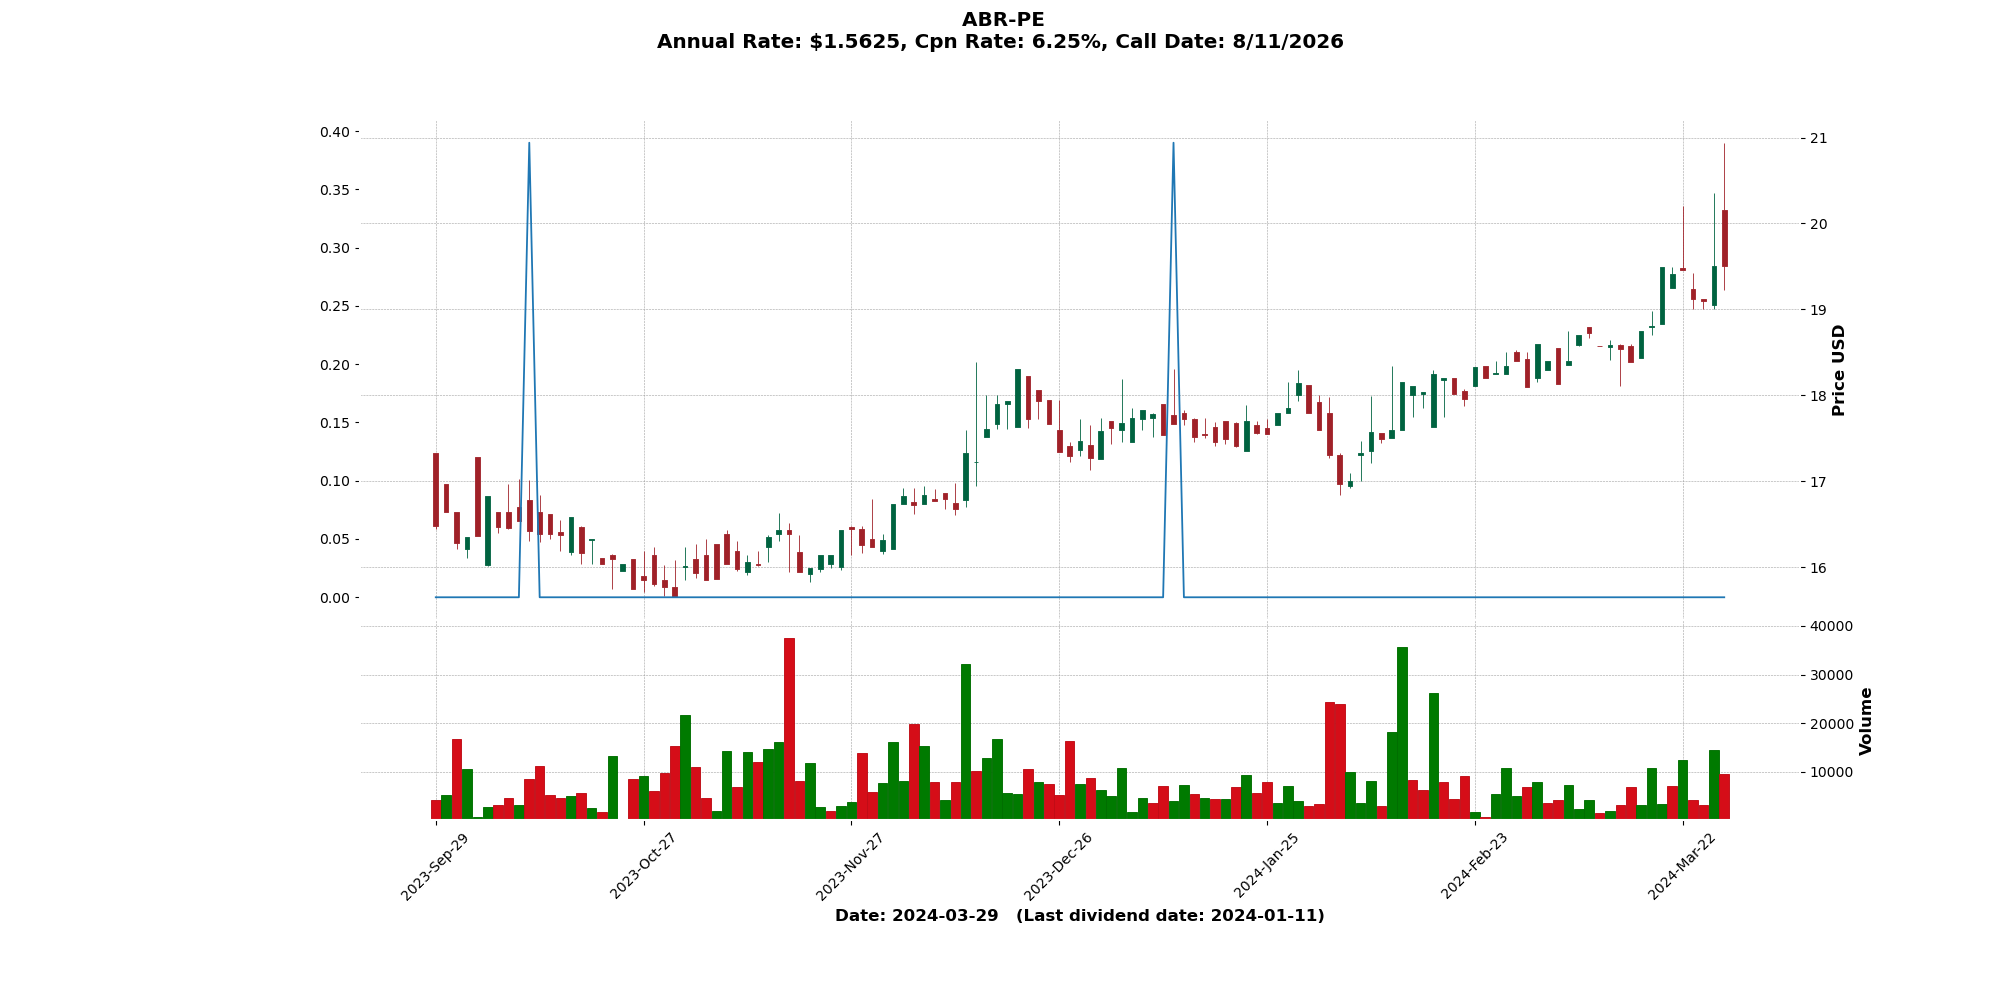 ABR-PE
Annual Rate: $1.5625, Cpn Rate: 6.25%, Call Date: 8/11/2026
0.40
0.35
0.30
0.25
0.20
0.15
0.10
0.05
0.00
21
20
19
18
17
16
Price USD
40000
30000
20000
10000
Volume
2023-Sep-29
2023-Oct-27
2023-Nov-27
2023-Dec-26
2024-Jan-25
2024-Feb-23
2024-Mar-22
Date: 2024-03-29 (Last dividend date: 2024-01-11)